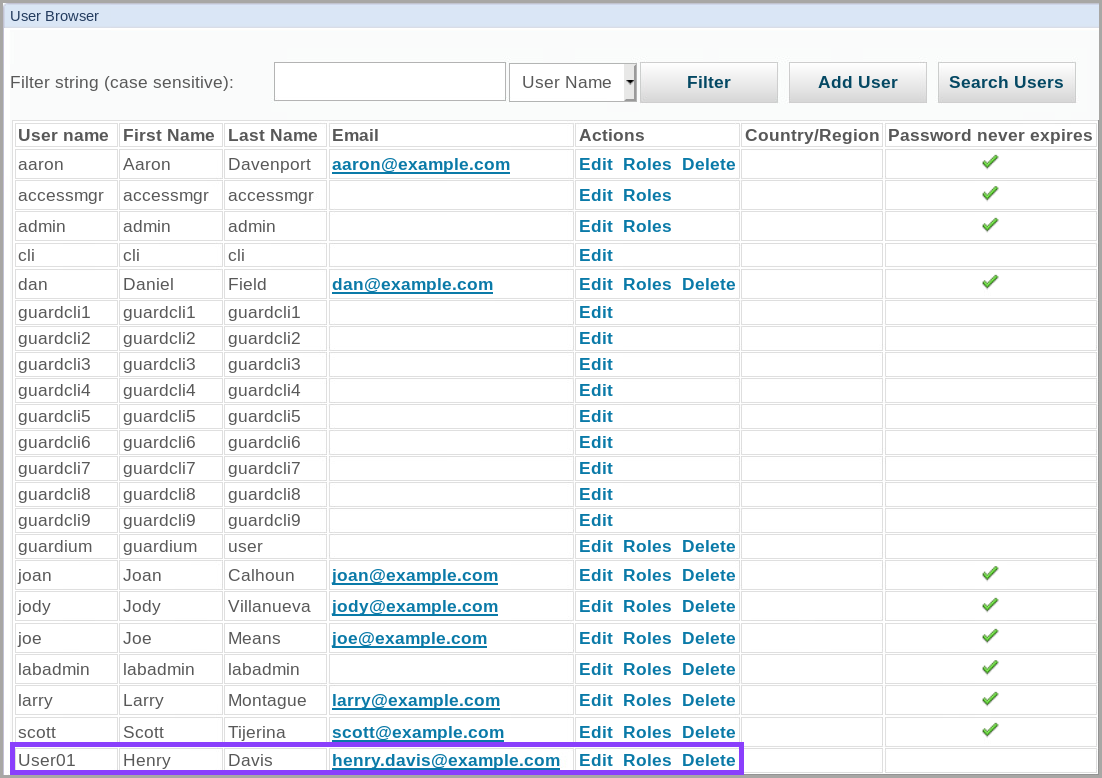 User Browser
Filter string (case sensitive): User Name Filter Add User Search Users
User name First Name Last Name Email Actions Country/Region Password never expires
aaron Aaron Davenport aaron@example.com Edit Roles Delete
accessmgr accessmgr accessmgr Edit Roles
admin admin admin Edit Roles
cli cli cli Edit
dan Daniel Field dan@example.com Edit Roles Delete
guardcli1 guardcli1 guardcli1 Edit
guardcli2 guardcli2 guardcli2 Edit
guardcli3 guardcli3 guardcli3 Edit
guardcli4 guardcli4 guardcli4 Edit
guardcli5 guardcli5 guardcli5 Edit
guardcli6 guardcli6 guardcli6 Edit
guardcli7 guardcli7 guardcli7 Edit
guardcli8 guardcli8 guardcli8 Edit
guardcli9 guardcli9 guardcli9 Edit
guardium guardium user Edit Roles Delete
joan Joan Calhoun joan@example.com Edit Roles Delete
jody Jody Villanueva jody@example.com Edit Roles Delete
joe Joe Means joe@example.com Edit Roles Delete
labadmin labadmin labadmin Edit Roles Delete
larry Larry Montague larry@example.com Edit Roles Delete
scott Scott Tijerina scott@example.com Edit Roles Delete
User01 Henry Davis henry.davis@example.com Edit Roles Delete